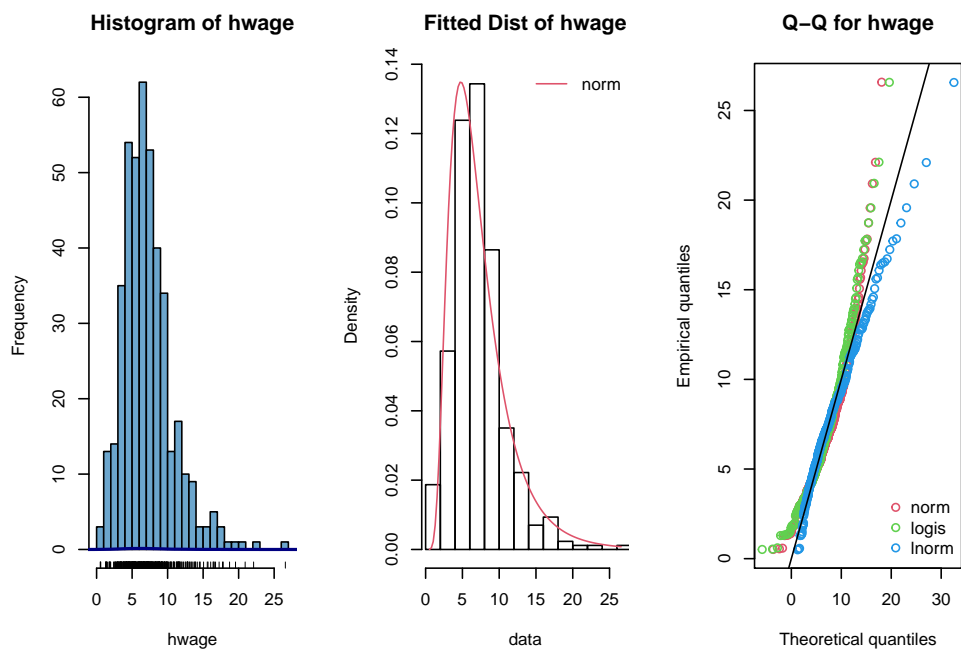 Histogram of hwage
Frequency
0
10
20
30
40
50
60
0 5 10 15 20 25
hwage
Fitted Dist of hwage
Density
0.00
0.02
0.04
0.06
0.08
0.10
0.12
0.14
norm
0 5 10 15 20 25
data
Q−Q for hwage
Empirical quantiles
0
5
10
15
20
25
norm
logis
lnorm
0 10 20 30
Theoretical quantiles